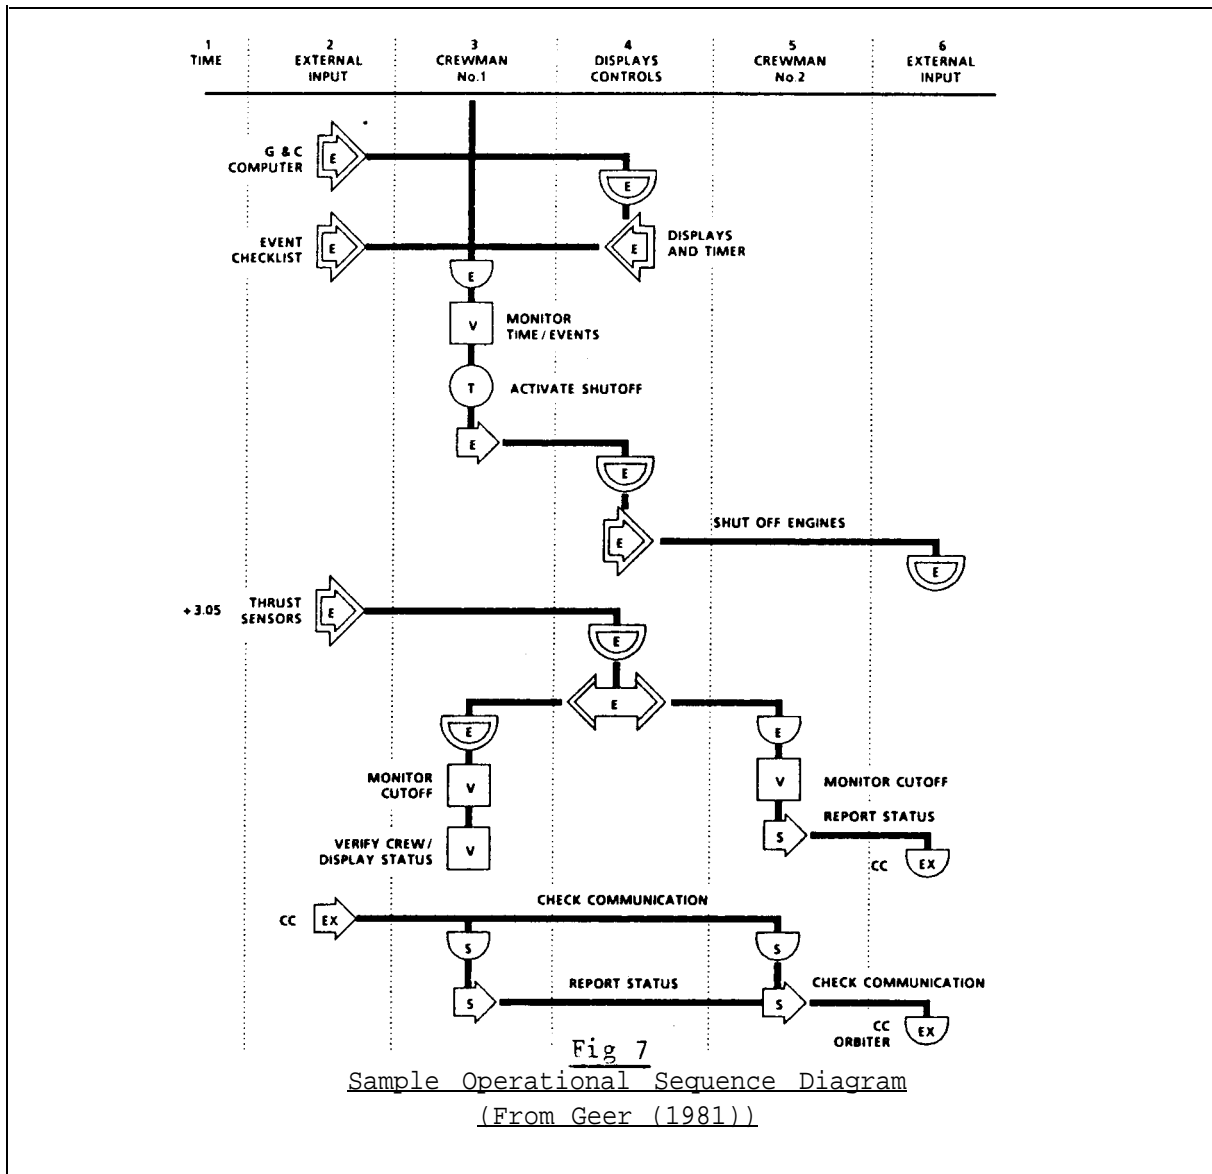 1
TIME
2
EXTERNAL
INPUT
3
CREWMAN
No.1
4
DISPLAYS
CONTROLS
5
CREWMAN
No.2
6
EXTERNAL
INPUT
G & C
COMPUTER
E
E
EVENT
CHECKLIST
E
E
DISPLAYS
AND TIMER
E
V
MONITOR
TIME/EVENTS
T
ACTIVATE SHUTOFF
E
E
E
SHUT OFF ENGINES
E
+3.05
THRUST
SENSORS
E
E
E
E
E
MONITOR
CUTOFF
V
V
MONITOR CUTOFF
S
REPORT STATUS
VERIFY CREW/
DISPLAY STATUS
V
CC
EX
CC
EX
CHECK COMMUNICATION
S
S
S
REPORT STATUS
S
CHECK COMMUNICATION
CC
ORBITER
EX
Fig 7
Sample Operational Sequence Diagram
(From Geer (1981))